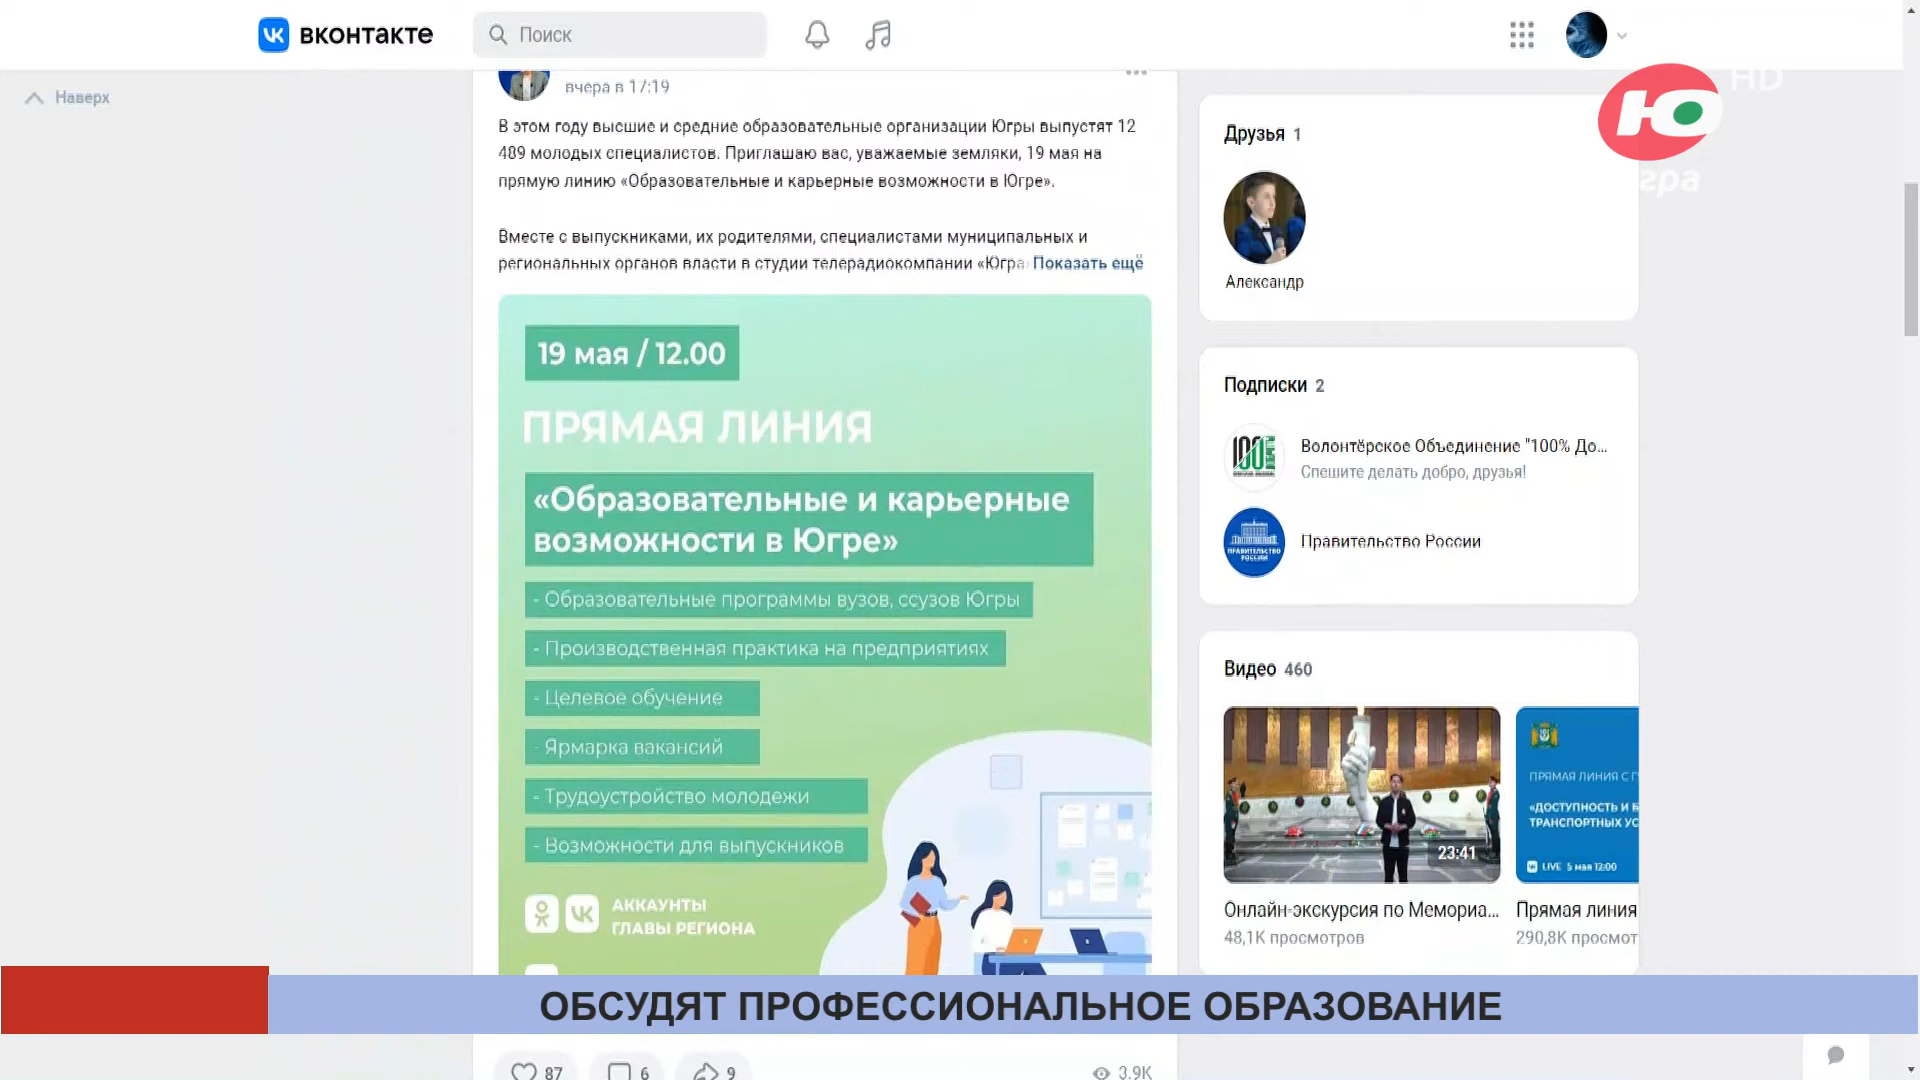 вконтакте
Поиск
HD
Югра
Наверх
вчера в 17:19
В этом году высшие и средние образовательные организации Югры выпустят 12
489 молодых специалистов. Приглашаю вас, уважаемые земляки, 19 мая на
прямую линию «Образовательные и карьерные возможности в Югре».
Вместе с выпускниками, их родителями, специалистами муниципальных и
региональных органов власти в студии телерадиокомпании «Югра» Показать ещё
19 мая / 12.00
ПРЯМАЯ ЛИНИЯ
«Образовательные и карьерные
возможности в Югре»
- Образовательные программы вузов, ссузов Югры
- Производственная практика на предприятиях
- Целевое обучение
- Ярмарка вакансий
- Трудоустройство молодежи
- Возможности для выпускников
АККАУНТЫ
ГЛАВЫ РЕГИОНА
87
6
9
3.9K
Друзья 1
Александр
Подписки 2
100%
Волонтёрское Объединение "100% До...
Спешите делать добро, друзья!
ПРАВИТЕЛЬСТВО
РОССИИ
Правительство России
Видео 460
23:41
Онлайн-экскурсия по Мемориа...
48,1K просмотров
ПРЯМАЯ ЛИНИЯ С Г
«ДОСТУПНОСТЬ И Б
ТРАНСПОРТНЫХ УС
LIVE 5 мая 12:00
Прямая линия
290,8K просмот
ОБСУДЯТ ПРОФЕССИОНАЛЬНОЕ ОБРАЗОВАНИЕ